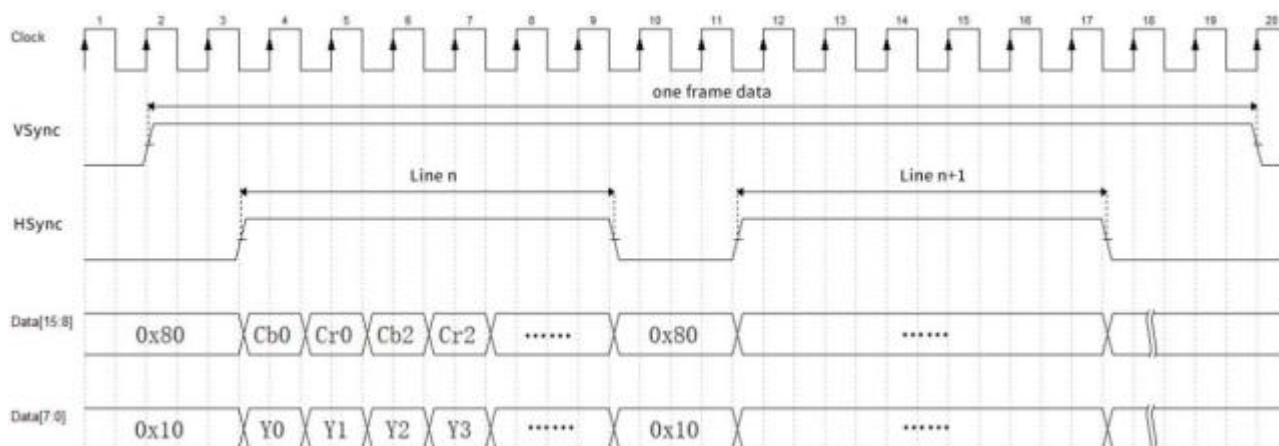 1 2 3 4 5 6 7 8 9 10 11 12 13 14 15 16 17 18 19 20
Clock
one frame data
VSync
Line n Line n+1
HSync
Data[15:8] 0x80 Cb0 Cr0 Cb2 Cr2 ······ 0x80 ······
Data[7:0] 0x10 Y0 Y1 Y2 Y3 ······ 0x10 ······